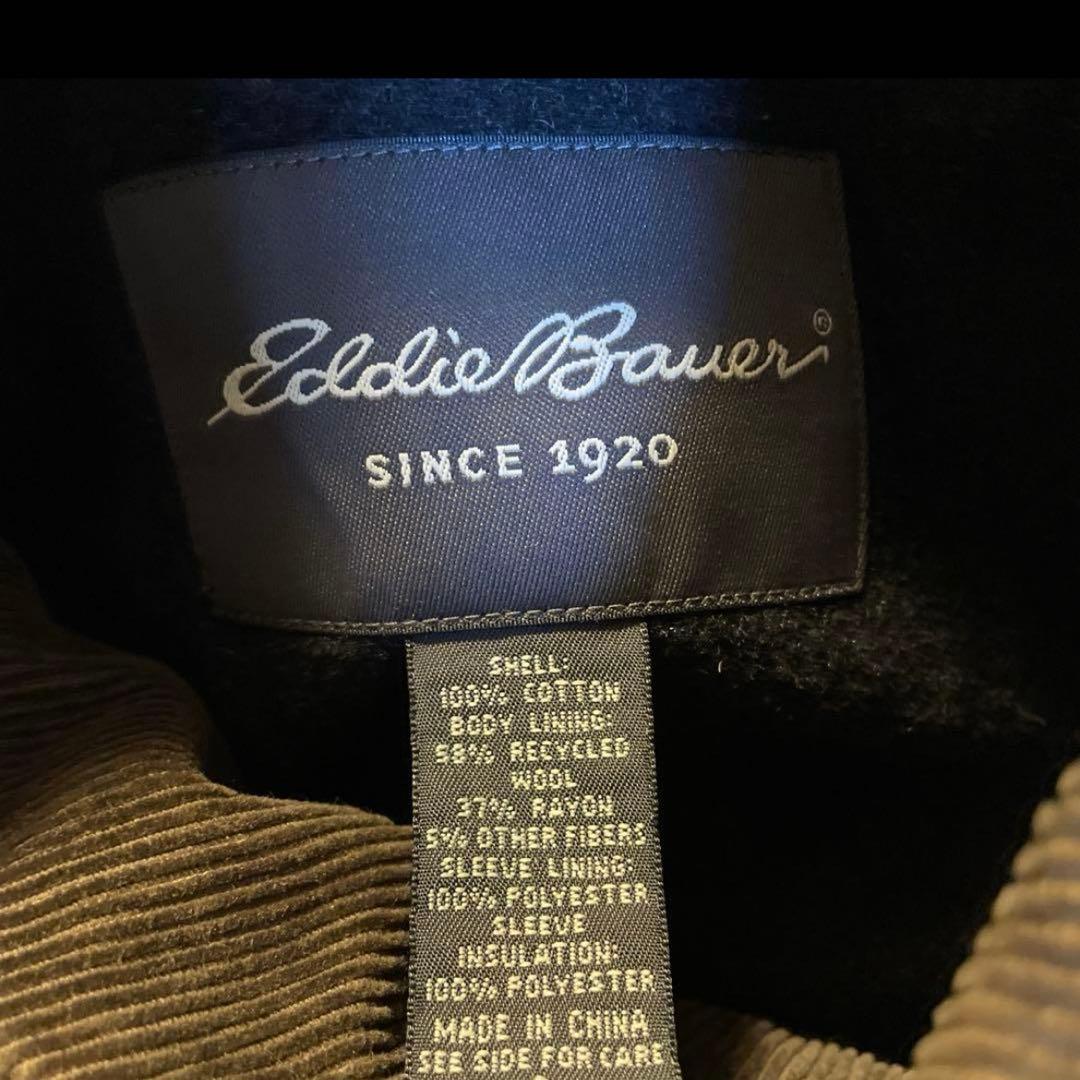 Eddie Bauer®
SINCE 1920
SHELL:
100% COTTON
BODY LINING:
58% RECYCLED
WOOL
37% RAYON
5% OTHER FIBERS
SLEEVE LINING:
100% POLYESTER
SLEEVE
INSULATION:
100% POLYESTER
MADE IN CHINA
SEE SIDE FOR CARE